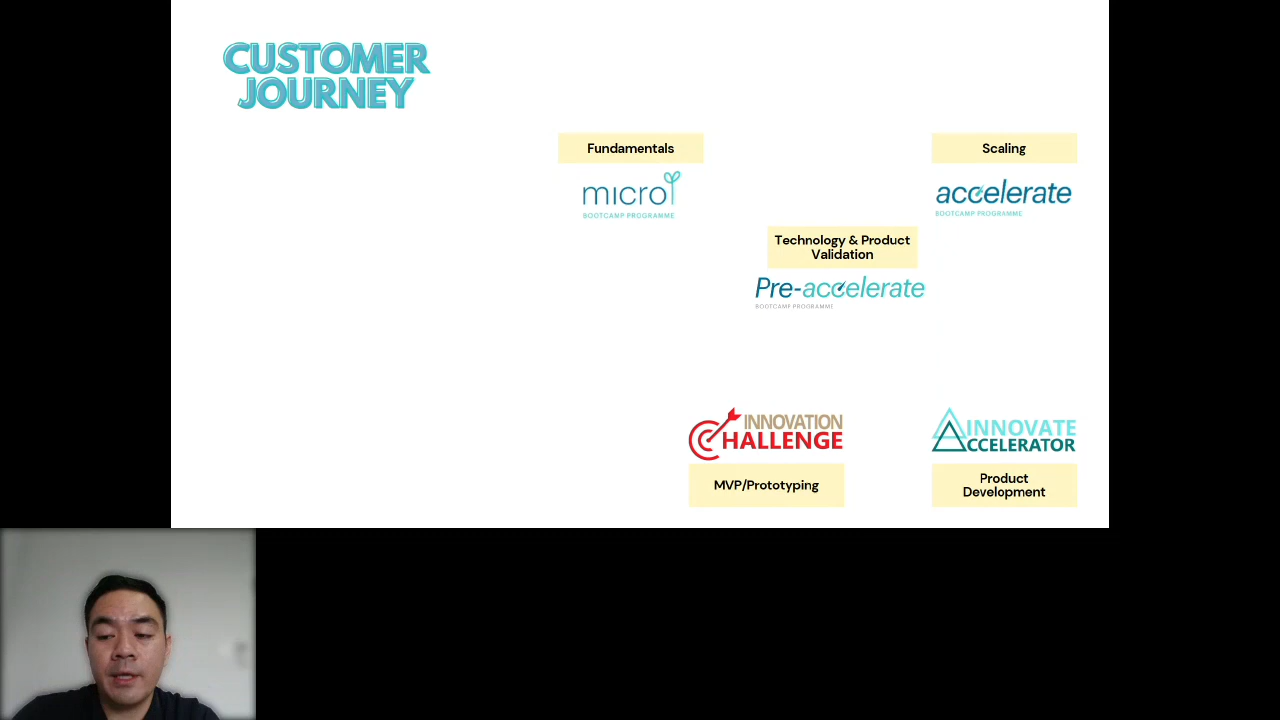 CUSTOMER
JOURNEY
Fundamentals
micro
BOOTCAMP PROGRAMME
Scaling
accelerate
BOOTCAMP PROGRAMME
Technology & Product
Validation
Pre-accelerate
BOOTCAMP PROGRAMME
INNOVATION
CHALLENGE
MVP/Prototyping
INNOVATE
ACCELERATOR
Product
Development